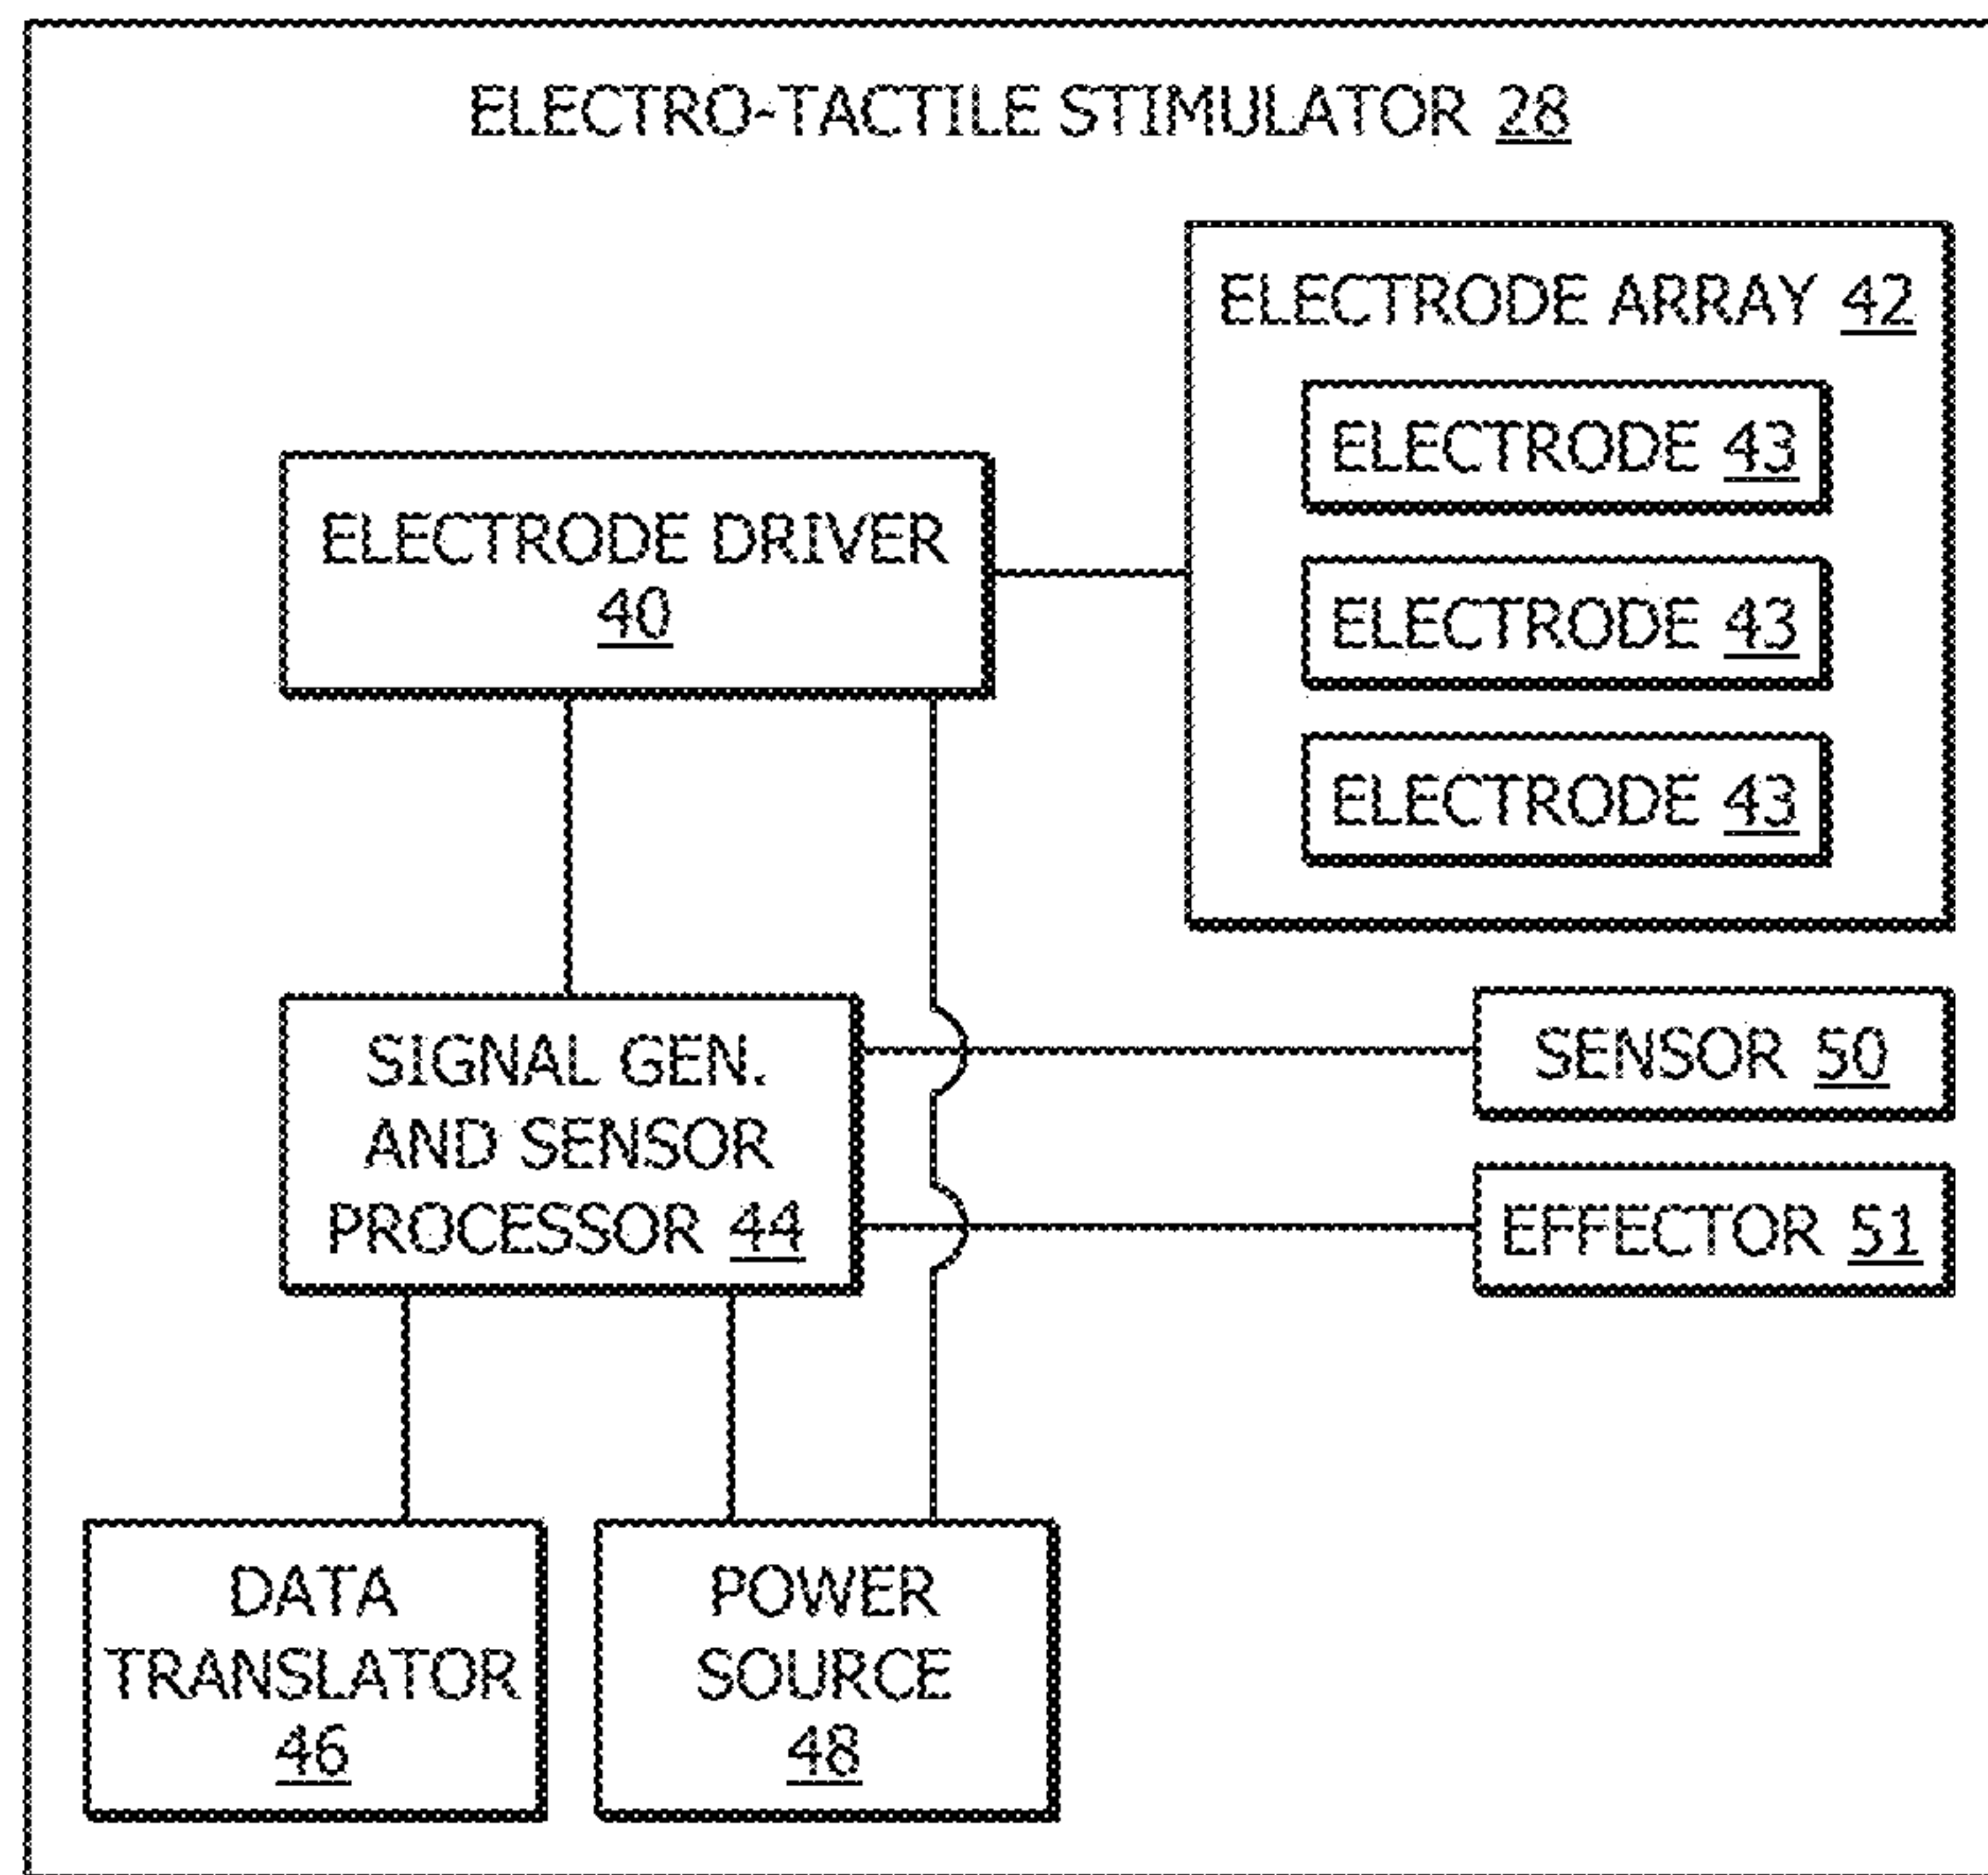 ELECTRO-TACTILE STIMULATOR 28
ELECTRODE ARRAY 42
ELECTRODE 43
ELECTRODE 43
ELECTRODE 43
ELECTRODE DRIVER
40
SIGNAL GEN.
AND SENSOR
PROCESSOR 44
SENSOR 50
EFFECTOR 51
DATA
TRANSLATOR
46
POWER
SOURCE
48